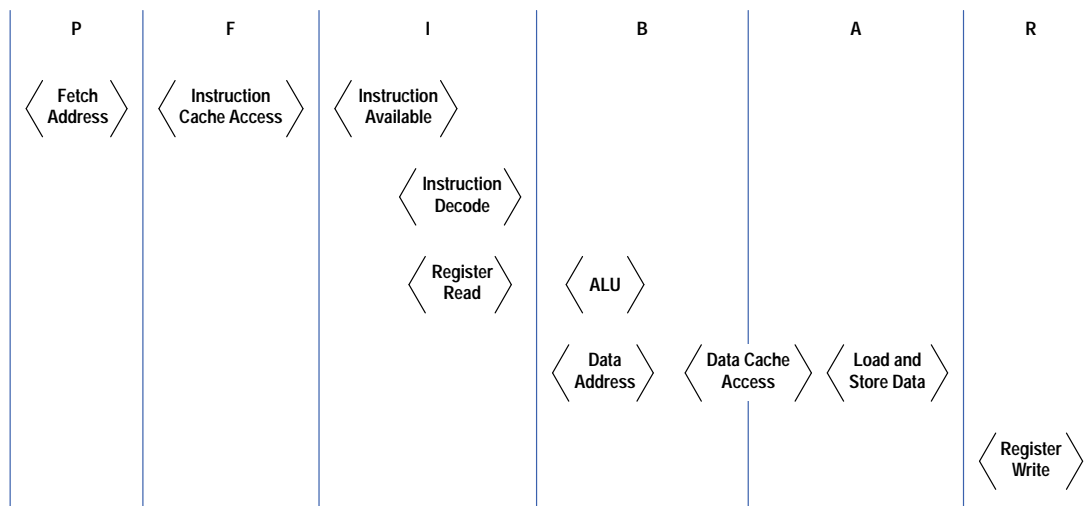 P F I B A R
Fetch Instruction Instruction
Address Cache Access Available
Instruction
Decode
Register ALU
Read
Data Data Cache Load and
Address Access Store Data
Register
Write